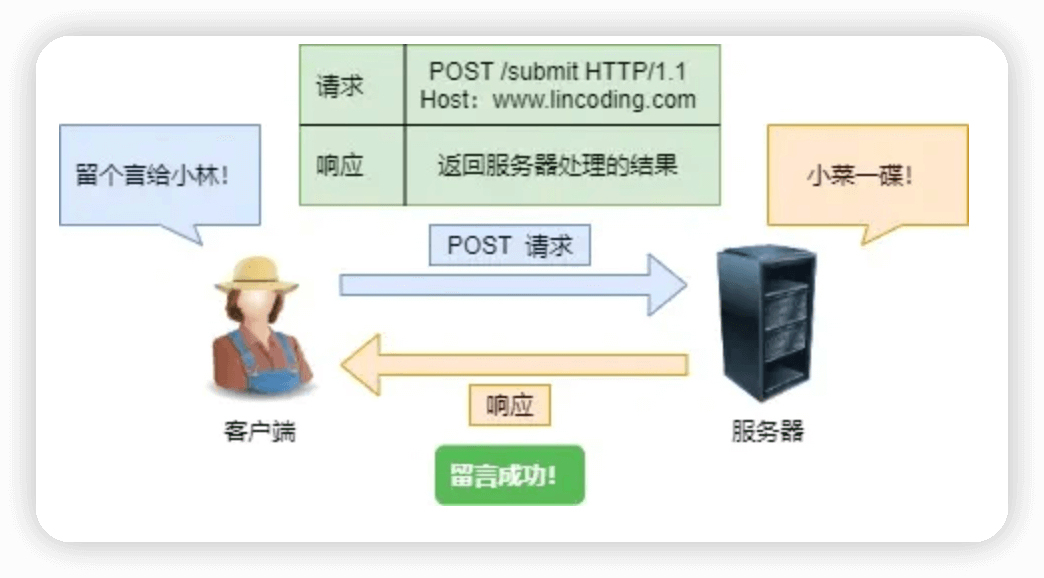 请求
POST /submit HTTP/1.1
Host：www.lincoding.com
响应
返回服务器处理的结果
留个言给小林！
小菜一碟！
POST 请求
响应
客户端
服务器
留言成功！